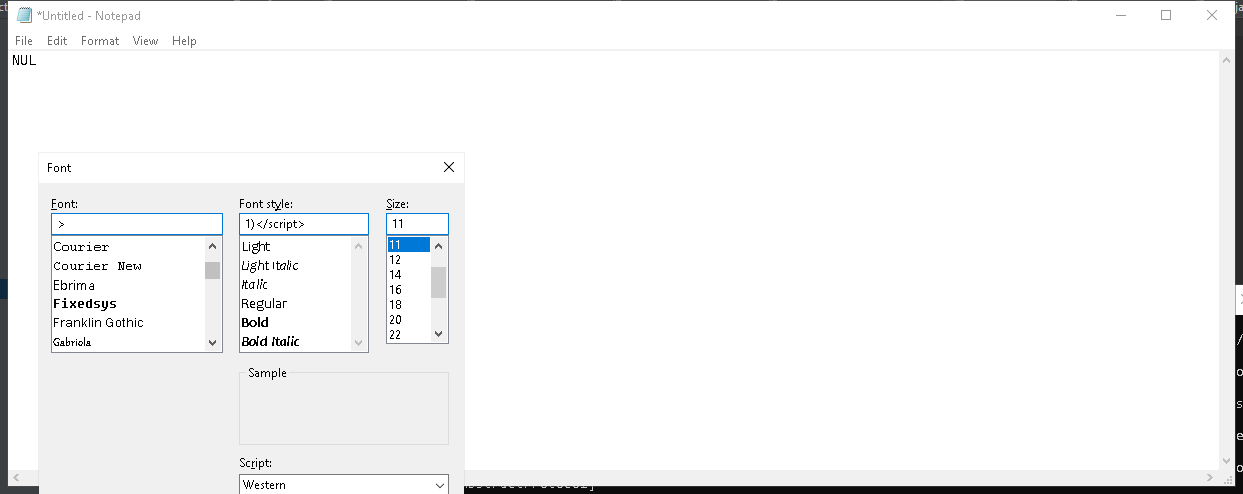 *Untitled - Notepad
File Edit Format View Help
NUL
Font
Font: Font style: Size:
> 1)</script> 11
Courier Light 11
Courier New Light Italic 12
Ebrima Italic 14
Fixedsys Regular 16
Franklin Gothic Bold 18
Gabriola Bold Italic 20
22
Sample
Script:
Western